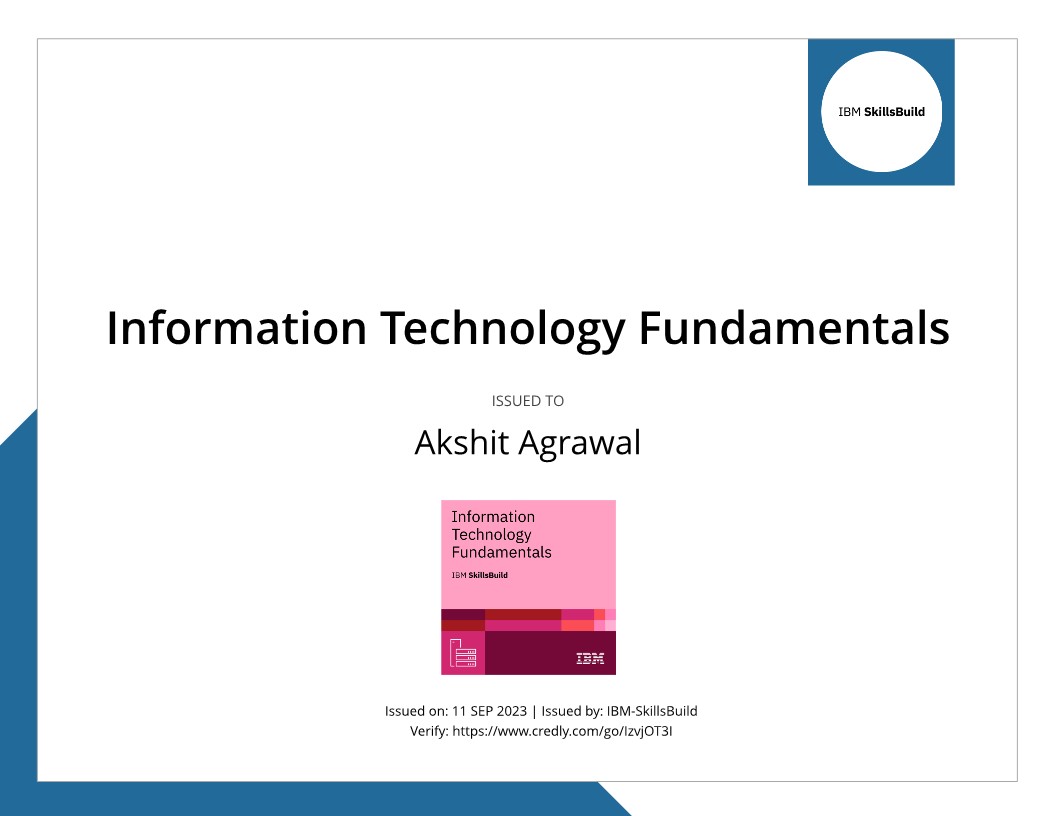 IBM SkillsBuild
Information Technology Fundamentals
ISSUED TO
Akshit Agrawal
Information
Technology
Fundamentals
IBM SkillsBuild
IBM
Issued on: 11 SEP 2023 | Issued by: IBM-SkillsBuild
Verify: https://www.credly.com/go/IzvjOT3I